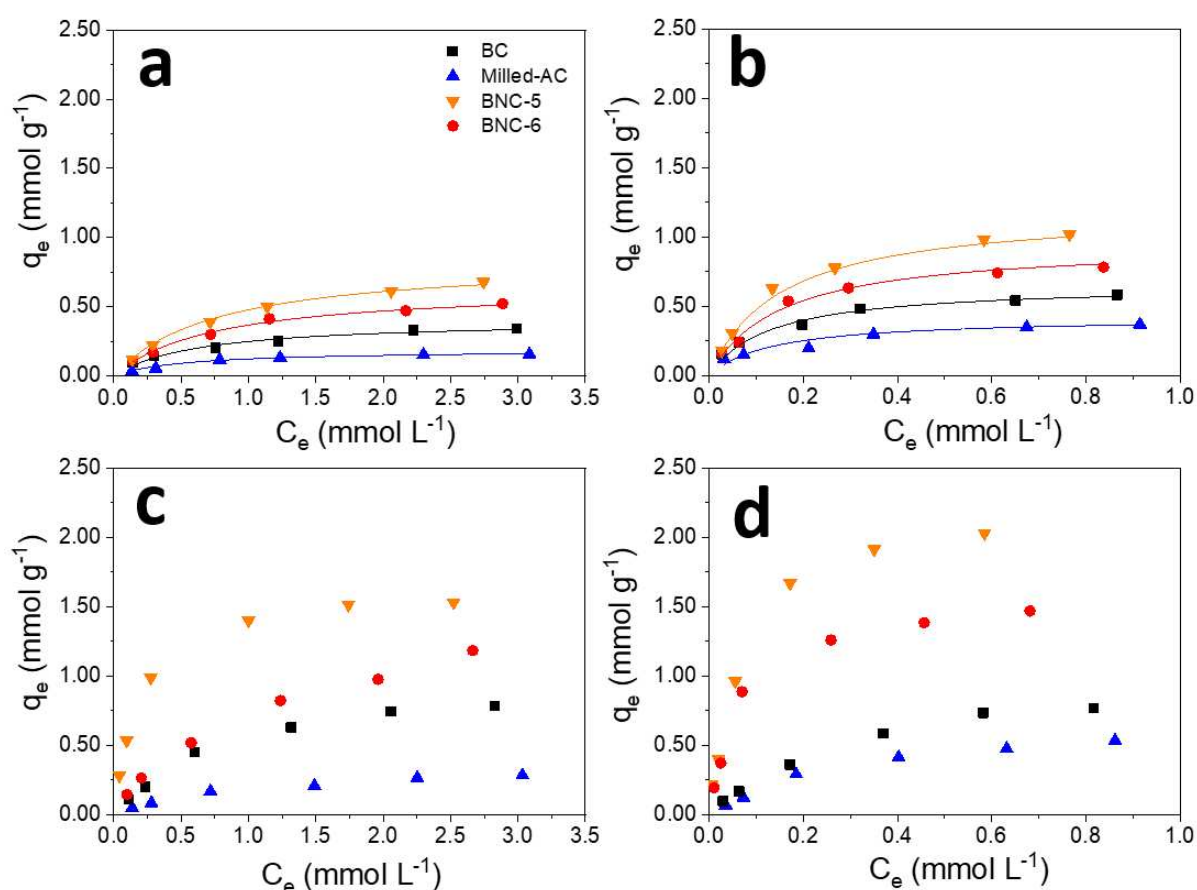 a
BC
Milled-AC
BNC-5
BNC-6
2.50
2.00
1.50
1.00
0.50
0.00
qe (mmol g-1)
0.0 0.5 1.0 1.5 2.0 2.5 3.0 3.5
Ce (mmol L-1)
b
2.50
2.00
1.50
1.00
0.50
0.00
qe (mmol g-1)
0.0 0.2 0.4 0.6 0.8 1.0
Ce (mmol L-1)
c
2.50
2.00
1.50
1.00
0.50
0.00
qe (mmol g-1)
0.0 0.5 1.0 1.5 2.0 2.5 3.0 3.5
Ce (mmol L-1)
d
2.50
2.00
1.50
1.00
0.50
0.00
qe (mmol g-1)
0.0 0.2 0.4 0.6 0.8 1.0
Ce (mmol L-1)